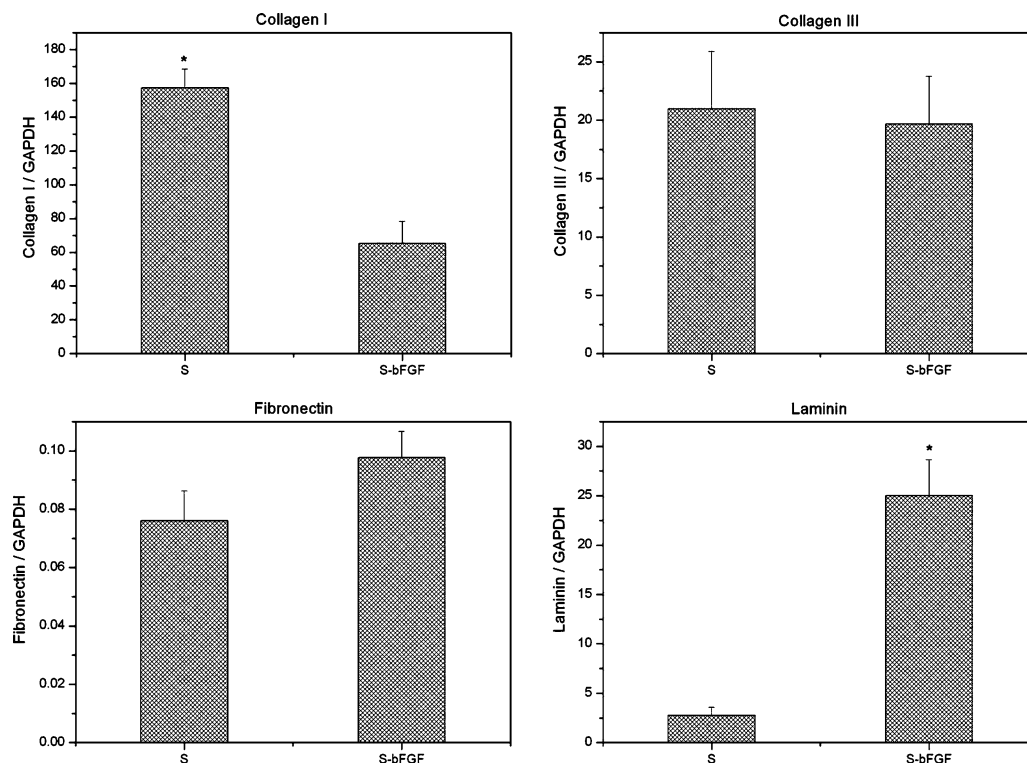 Collagen I
Collagen I / GAPDH
180
160
140
120
100
80
60
40
20
0
*
S
S-bFGF
Collagen III
Collagen III / GAPDH
25
20
15
10
5
0
S
S-bFGF
Fibronectin
Fibronectin / GAPDH
0.10
0.08
0.06
0.04
0.02
0.00
S
S-bFGF
Laminin
Laminin / GAPDH
30
25
20
15
10
5
0
*
S
S-bFGF